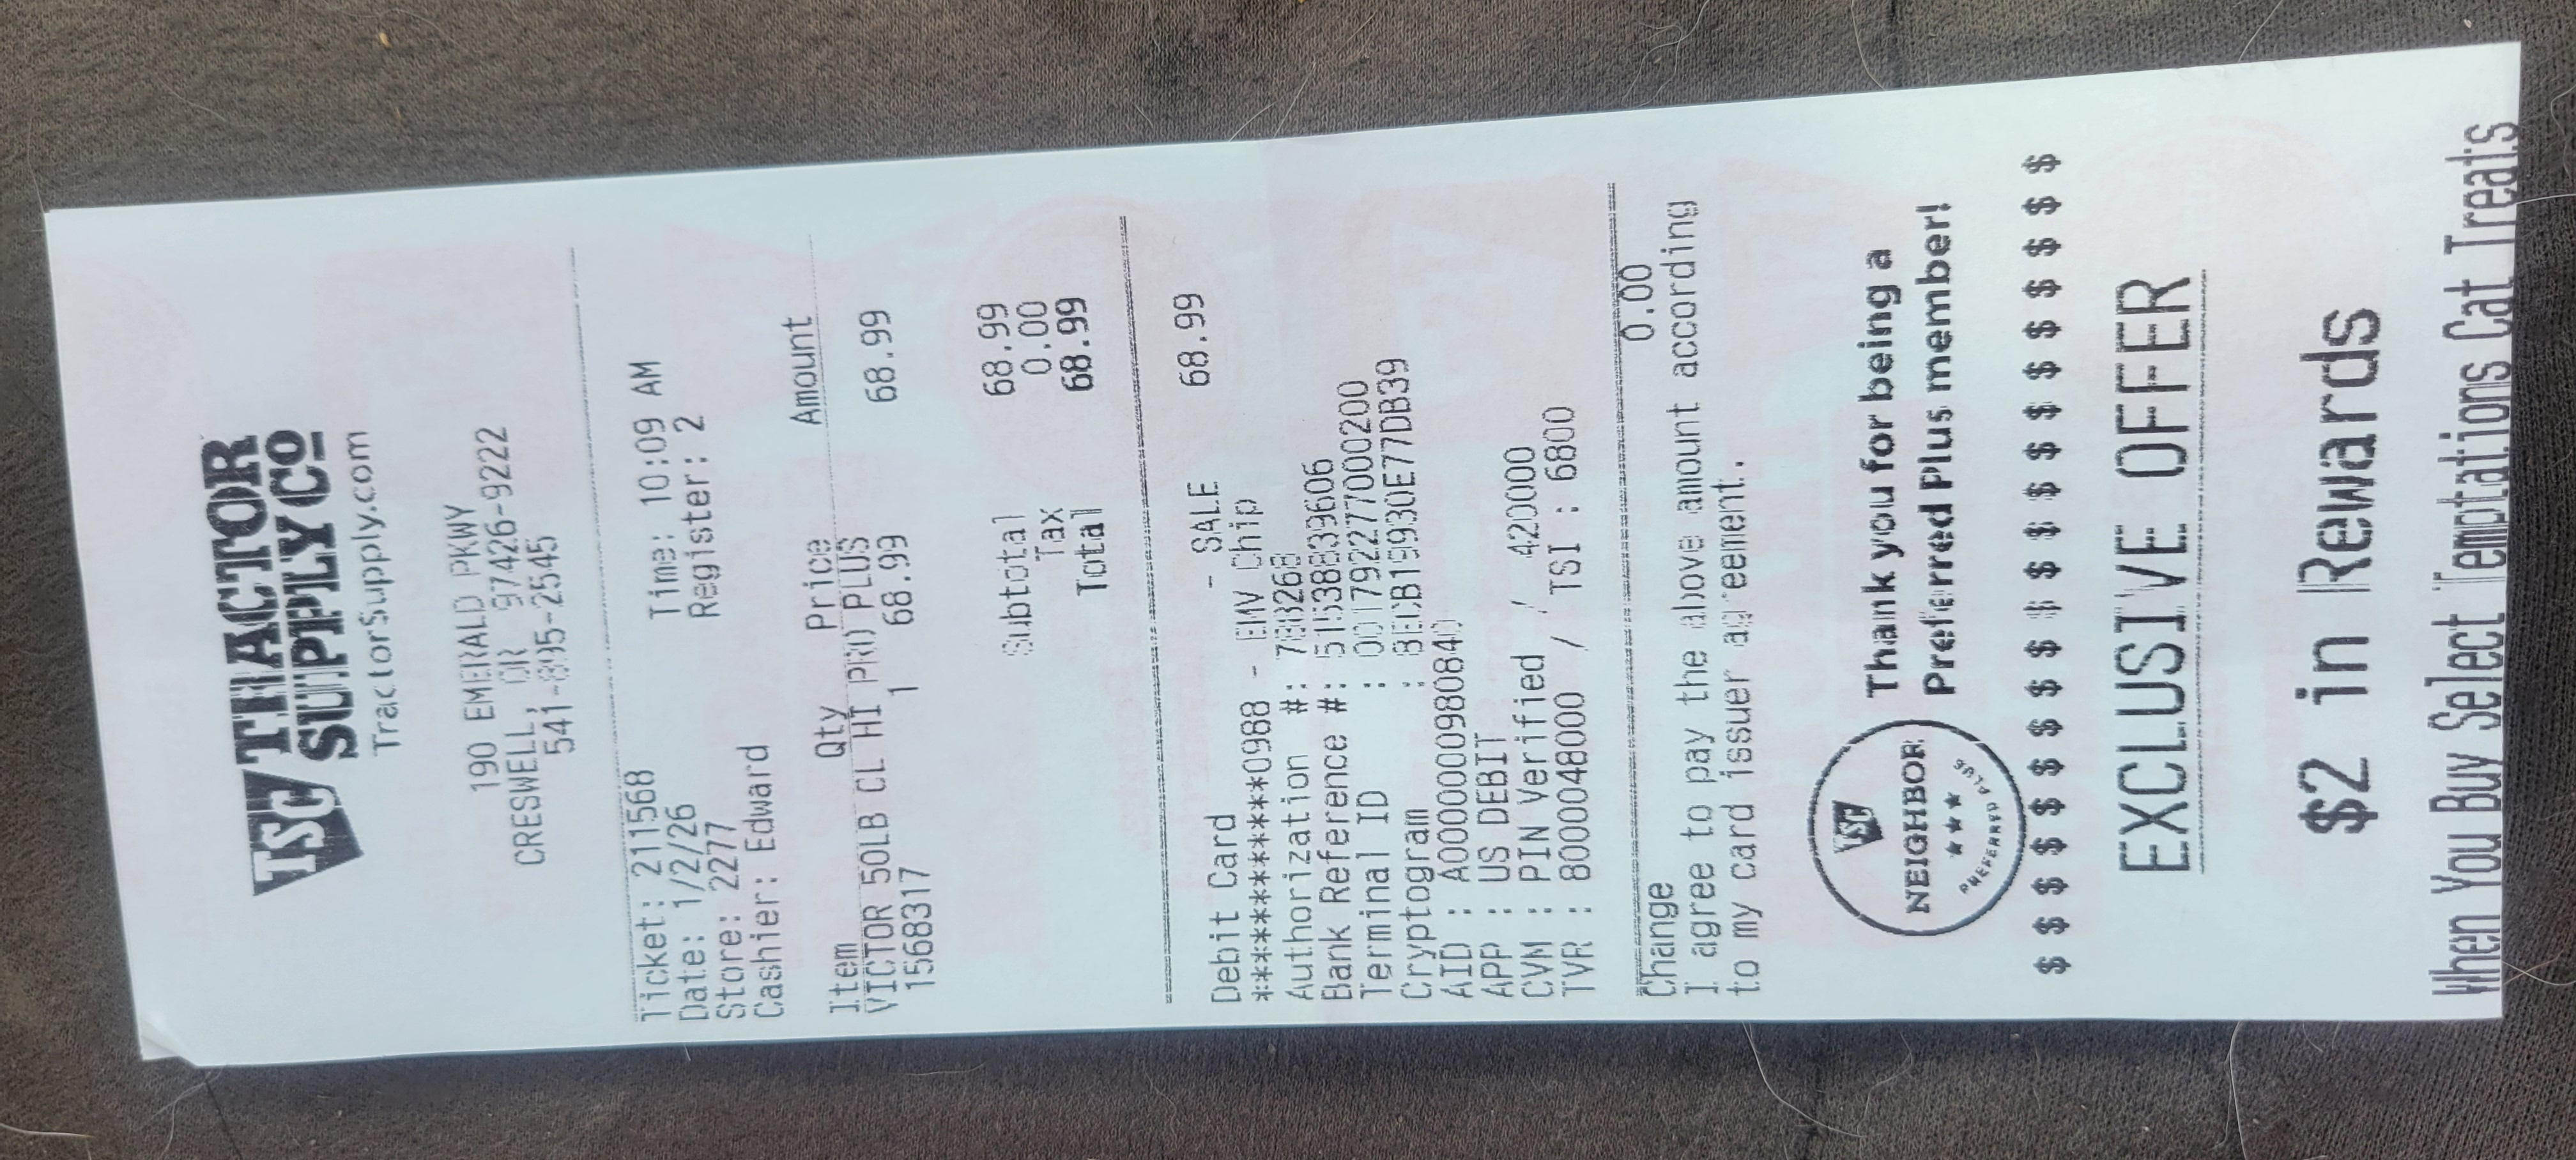 TSC TRACTOR
SUPPLY CO
TractorSupply.com
190 EMERALD PKWY
CRESWELL, OR 97426-9222
541-895-2545
Ticket: 211568
Date: 1/2/26 Time: 10:09 AM
Store: 2277 Register: 2
Cashier: Edward
Item Qty Price Amount
VICTOR 50LB CL HI PRO PLUS
1568317 1 68.99 68.99
Subtotal 68.99
Tax 0.00
Total 68.99
Debit Card - SALE 68.99
************0988 - EMV Chip
Authorization #:
Bank Reference #:
Terminal ID : 0017922777000200
Cryptogram :
AID : A0000000980840
APP : US DEBIT
CVM : PIN Verified / 420000
TVR : 8000048000 / TSI : 6800
Change 0.00
I agree to pay the above amount according
to my card issuer agreement.
TSC
NEIGHBOR
PREFERRED PLUS
Thank you for being a
Preferred Plus member!
$ $ $ $ $ $ $ $ $ $ $ $ $ $ $ $ $ $ $ $
EXCLUSIVE OFFER
$2 in Rewards
When You Buy Select Temptations Cat Treats